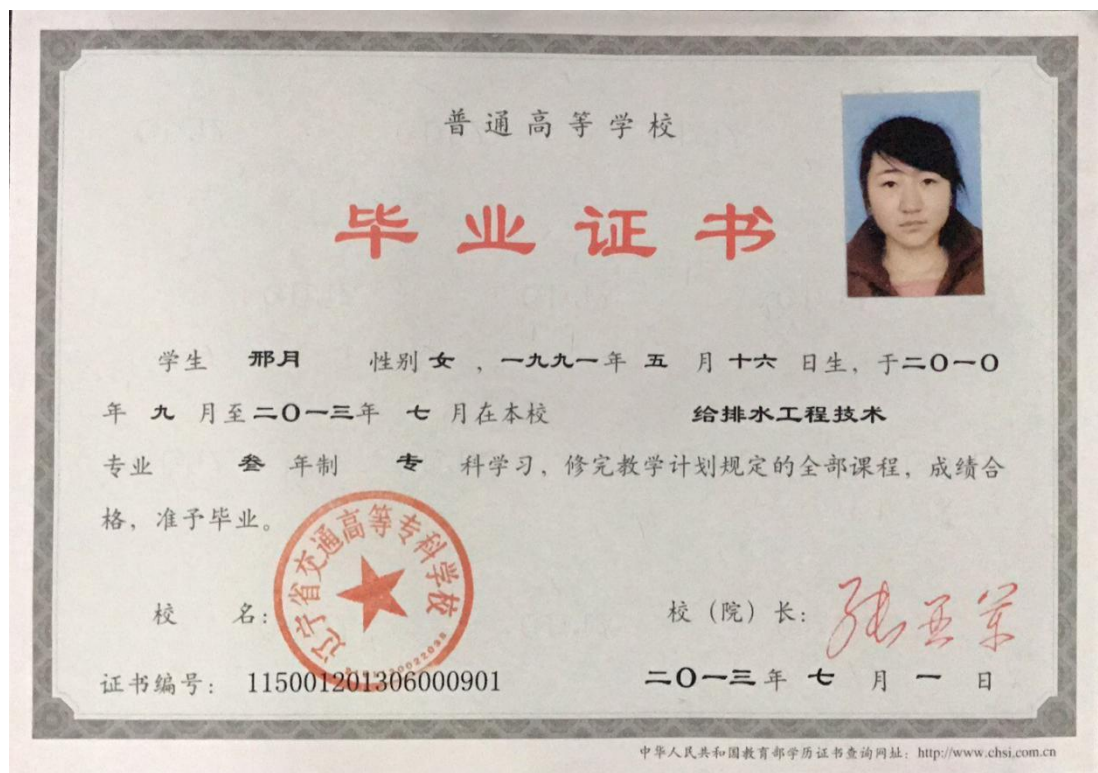 普通高等学校
毕业证书
学生 邢月 性别 女 ，一九九一年 五 月 十六 日生，于二〇一〇
年 九 月至 二〇一三年 七 月在本校 给排水工程技术
专业 叁 年制 专 科学习，修完教学计划规定的全部课程，成绩合
格，准予毕业。
辽宁省交通高等专科学校
校 名： 校（院）长：
证书编号： 115001201306000901 二〇一三 年 七 月 一 日
中华人民共和国教育部学历证书查询网址：http://www.chsi.com.cn